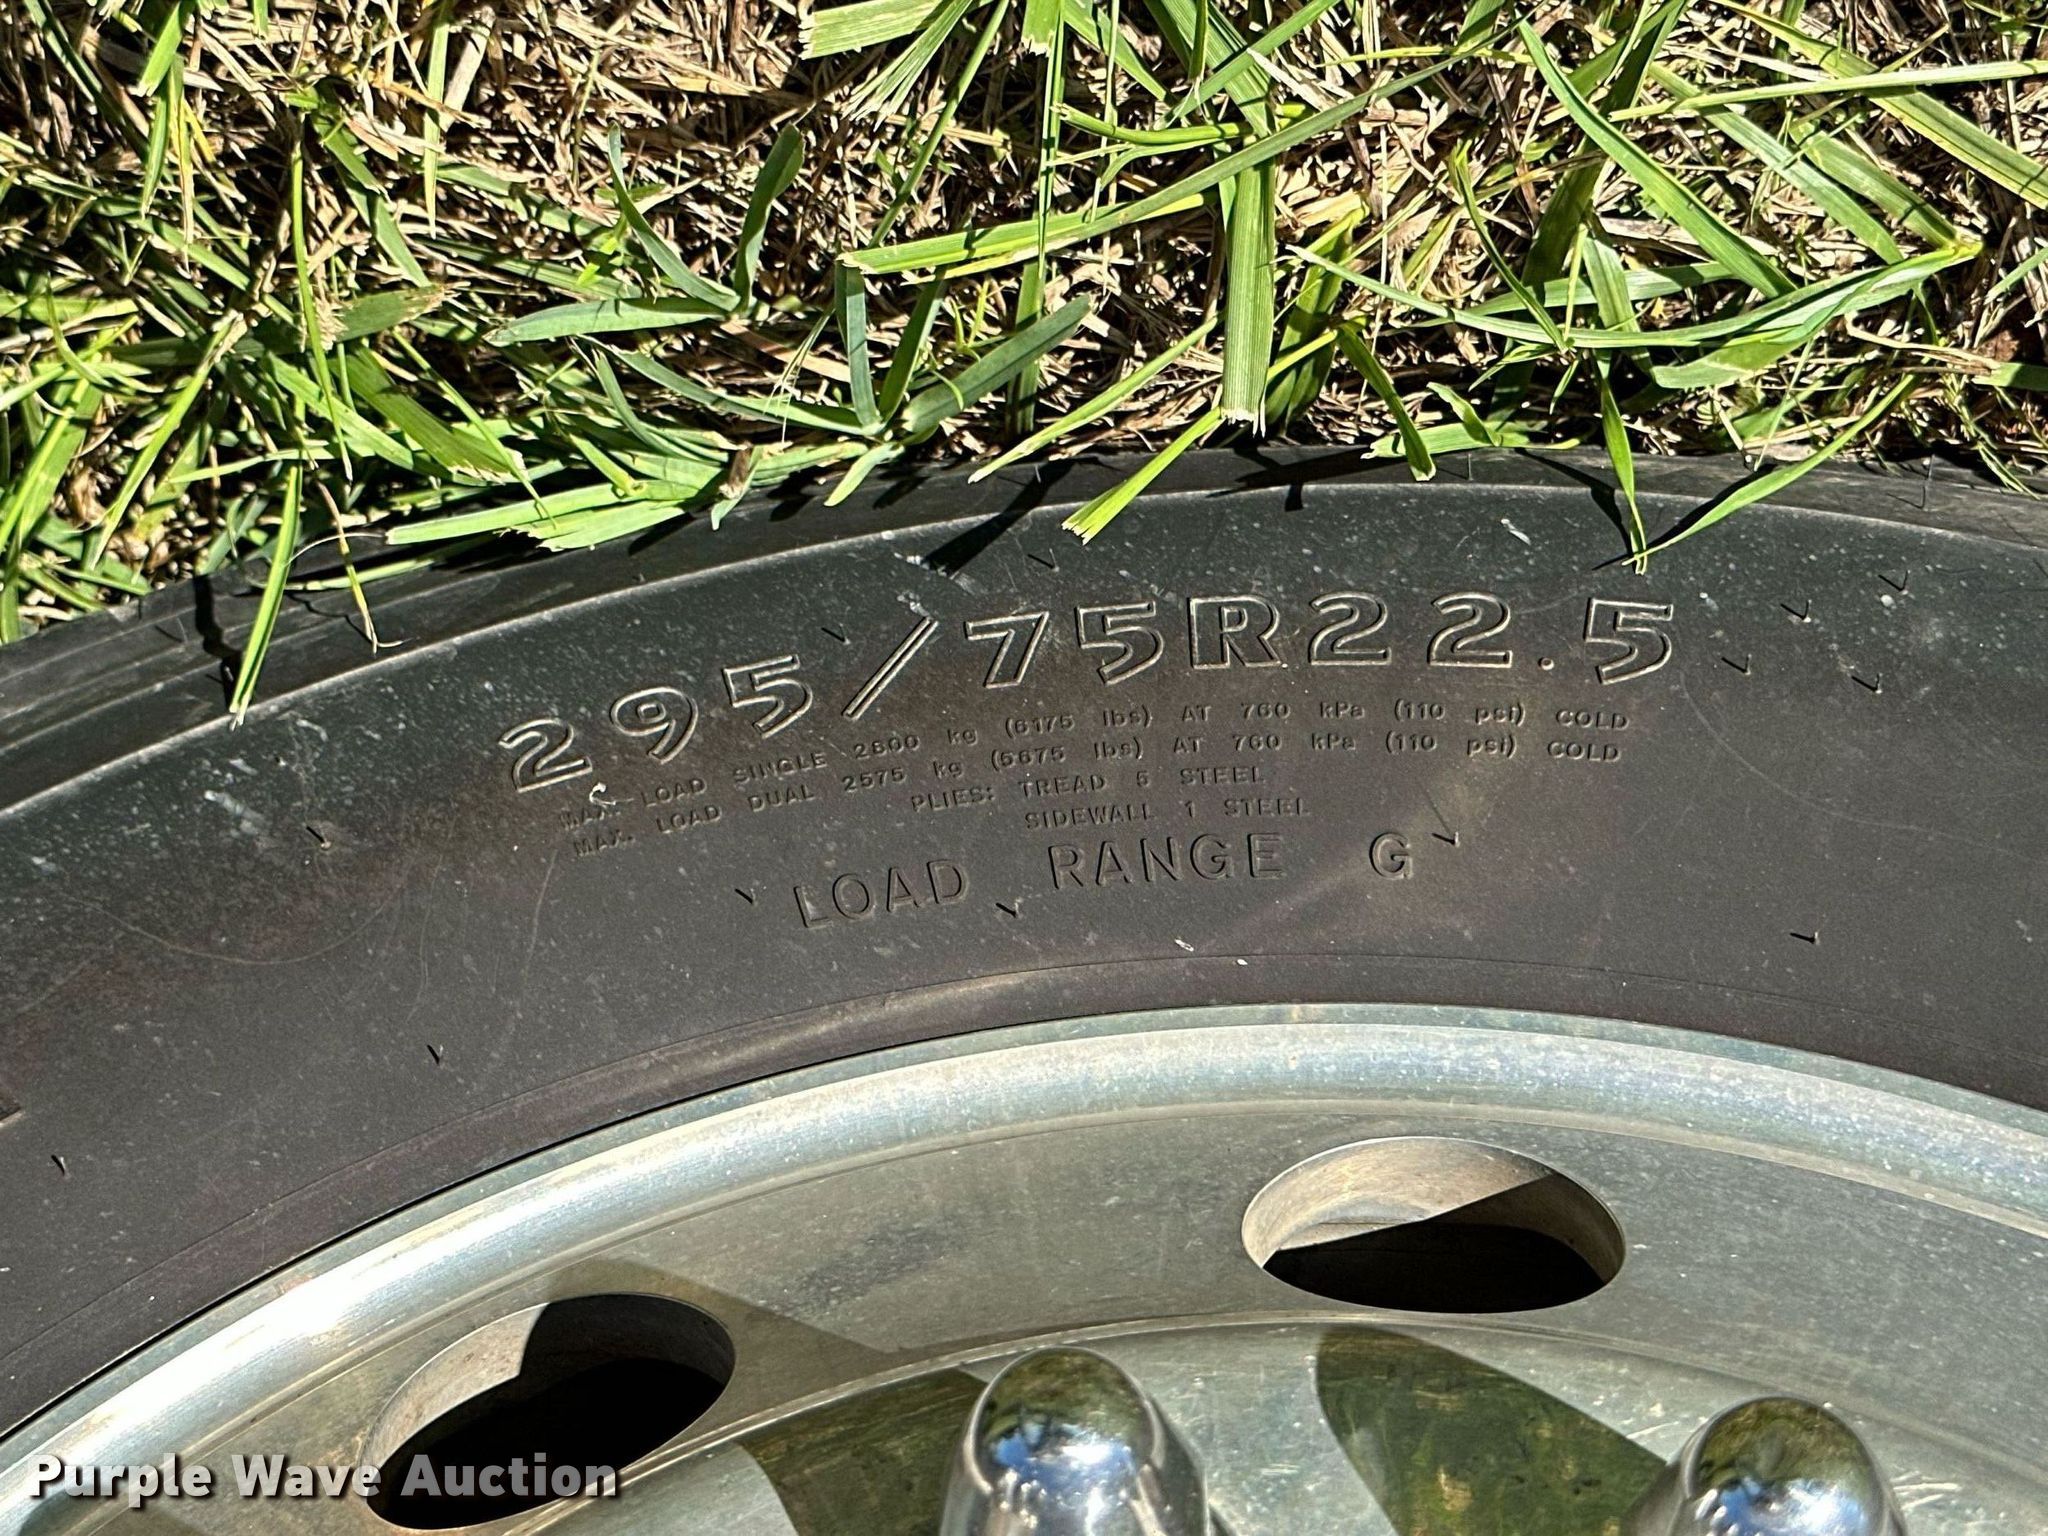 295/75R22.5
MAX. LOAD SINGLE 2800 kg (6175 lbs) AT 760 kPa (110 psi) COLD
MAX. LOAD DUAL 2575 kg (5675 lbs) AT 760 kPa (110 psi) COLD
PLIES: TREAD 5 STEEL
SIDEWALL 1 STEEL
LOAD RANGE G
Purple Wave Auction